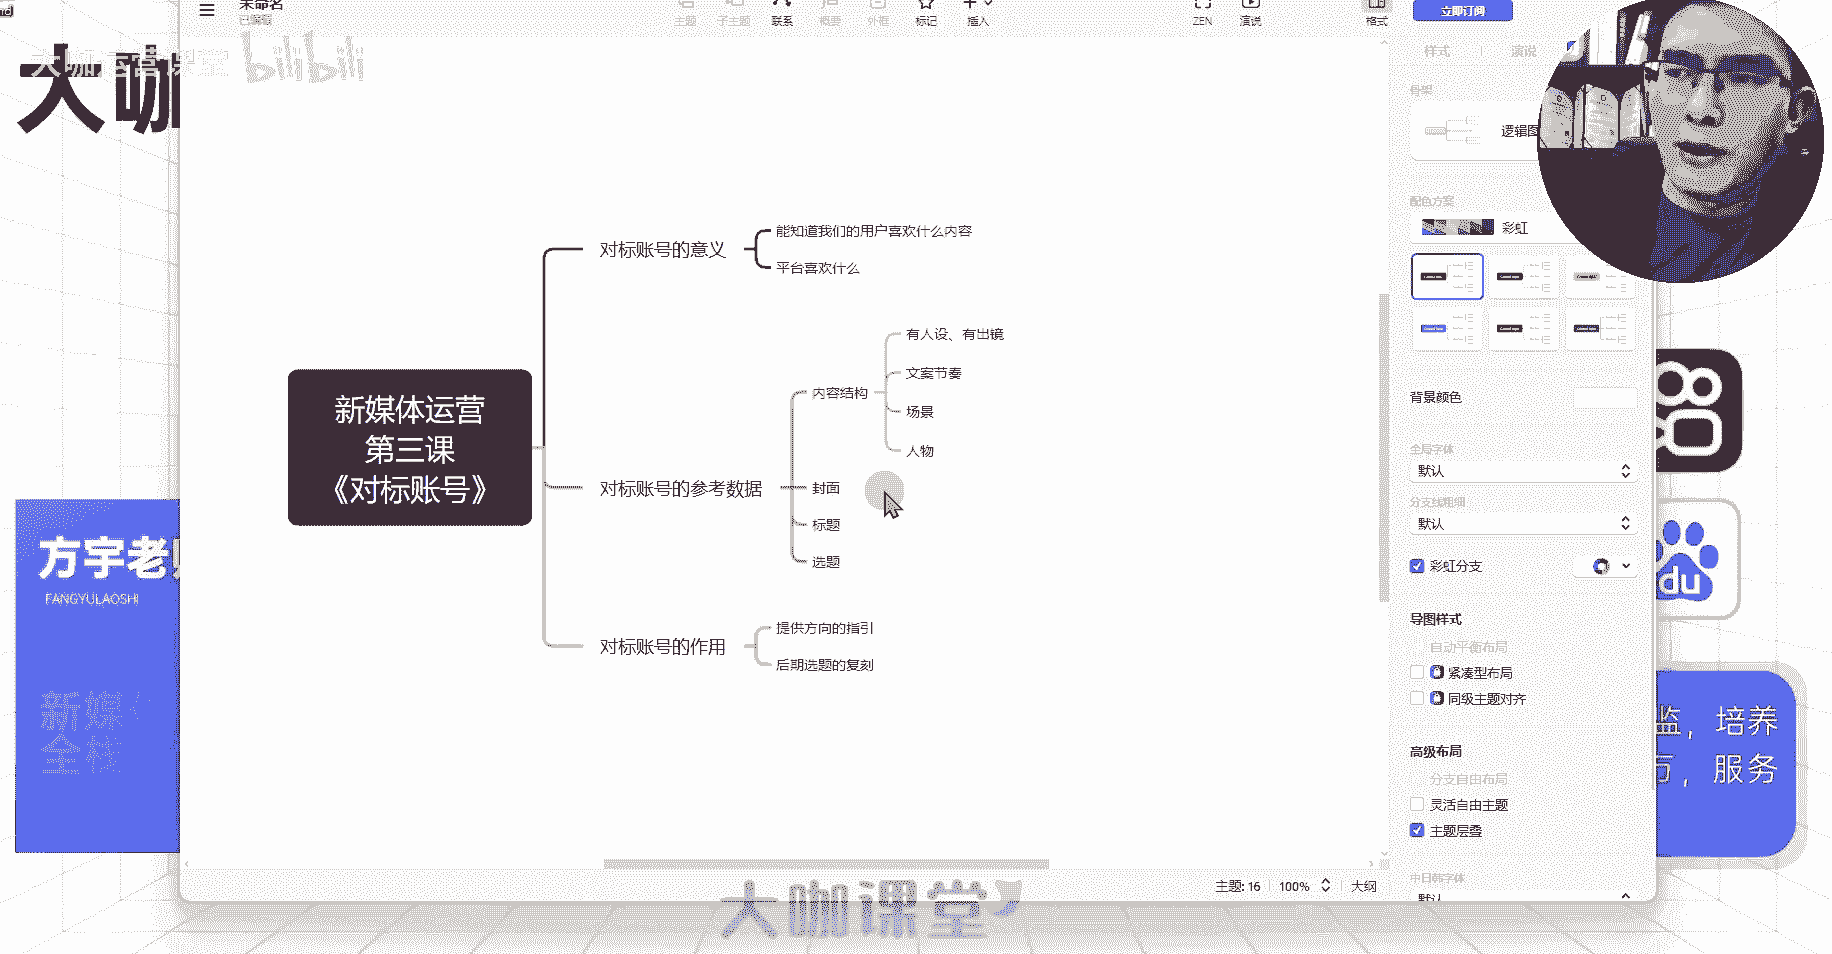 未命名
已编辑
主题
子主题
联系
概要
外框
标记
插入
ZEN
演说
格式
立即订阅
大咖运营课堂
bilibili
大咖
样式
演说
骨架
逻辑图
配色方案
彩虹
对标账号的意义
能知道我们的用户喜欢什么内容
平台喜欢什么
新媒体运营
第三课
《对标账号》
对标账号的参考数据
内容结构
有人设、有出镜
文案节奏
场景
人物
封面
标题
选题
对标账号的作用
提供方向的指引
后期选题的复刻
背景颜色
全局字体
默认
分支线粗细
默认
彩虹分支
导图样式
自动平衡布局
紧凑型布局
同级主题对齐
高级布局
分支自由布局
灵活自由主题
主题层叠
中日韩字体
默认
方宇老师
FANGYULAOSHI
新媒
全栈
du
监，培养
万，服务
主题: 16
100%
大纲
大咖课堂